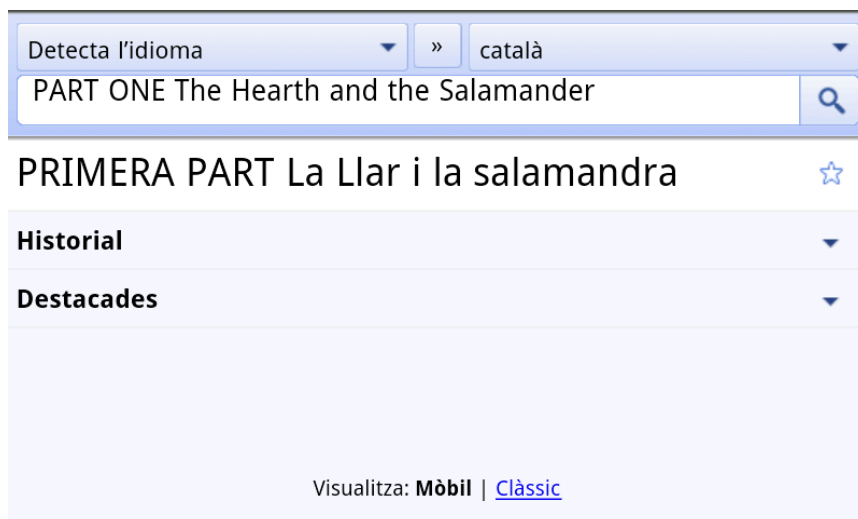 Detecta l'idioma » català
PART ONE The Hearth and the Salamander
PRIMERA PART La Llar i la salamandra
Historial
Destacades
Visualitza: Mòbil | Clàssic